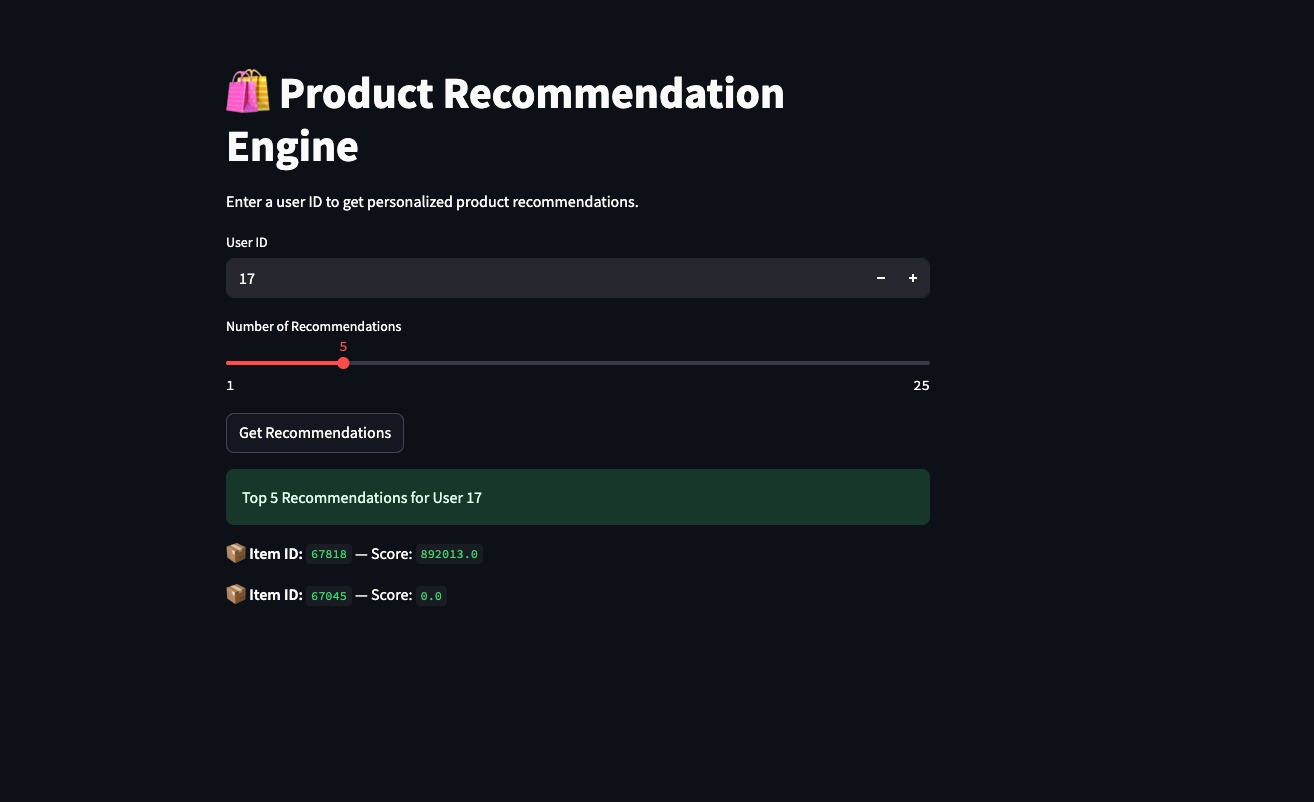 Product Recommendation
Engine
Enter a user ID to get personalized product recommendations.
User ID
17 − +
Number of Recommendations
5
1 25
Get Recommendations
Top 5 Recommendations for User 17
Item ID: 67818 — Score: 892013.0
Item ID: 67045 — Score: 0.0